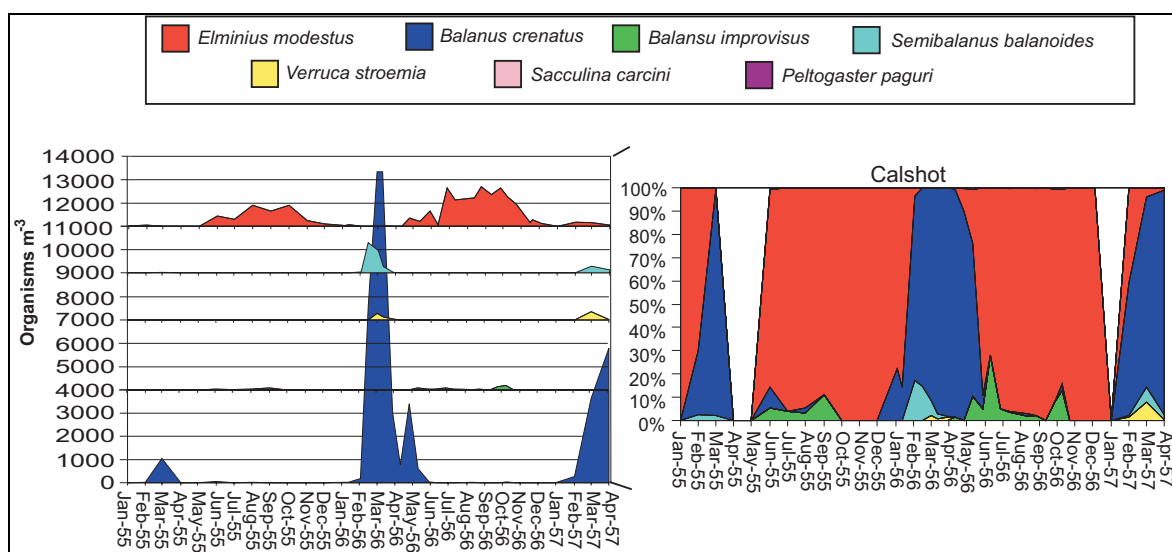 Elminius modestus Balanus crenatus Balansu improvisus Semibalanus balanoides
Verruca stroemia Sacculina carcini Peltogaster paguri
Organisms m-3
14000
13000
12000
11000
10000
9000
8000
7000
6000
5000
4000
3000
2000
1000
0
Jan-55
Feb-55
Mar-55
Apr-55
May-55
Jun-55
Jul-55
Aug-55
Sep-55
Oct-55
Nov-55
Dec-55
Jan-56
Feb-56
Mar-56
Apr-56
May-56
Jun-56
Jul-56
Aug-56
Sep-56
Oct-56
Nov-56
Dec-56
Jan-57
Feb-57
Mar-57
Apr-57
Calshot
100%
90%
80%
70%
60%
50%
40%
30%
20%
10%
0%
Jan-55
Feb-55
Mar-55
Apr-55
May-55
Jun-55
Jul-55
Aug-55
Sep-55
Oct-55
Nov-55
Dec-55
Jan-56
Feb-56
Mar-56
Apr-56
May-56
Jun-56
Jul-56
Aug-56
Sep-56
Oct-56
Nov-56
Dec-56
Jan-57
Feb-57
Mar-57
Apr-57